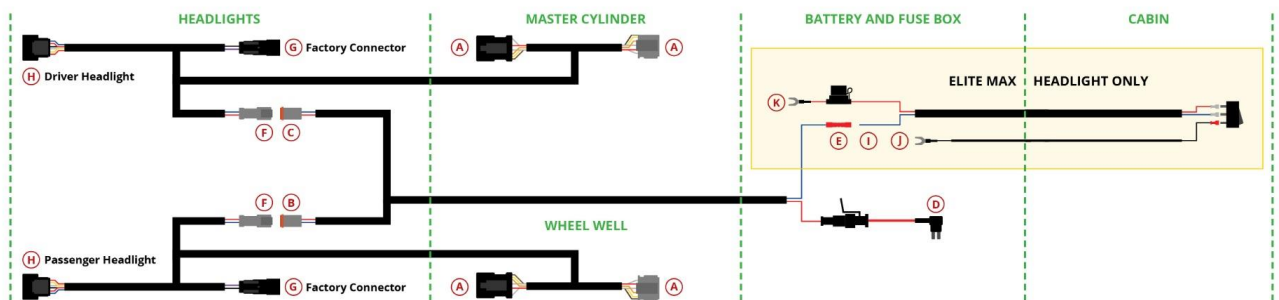 HEADLIGHTS
MASTER CYLINDER
BATTERY AND FUSE BOX
CABIN
G Factory Connector
A
A
H Driver Headlight
ELITE MAX HEADLIGHT ONLY
K
F
C
E
I
J
F
B
D
WHEEL WELL
H Passenger Headlight
G Factory Connector
A
A